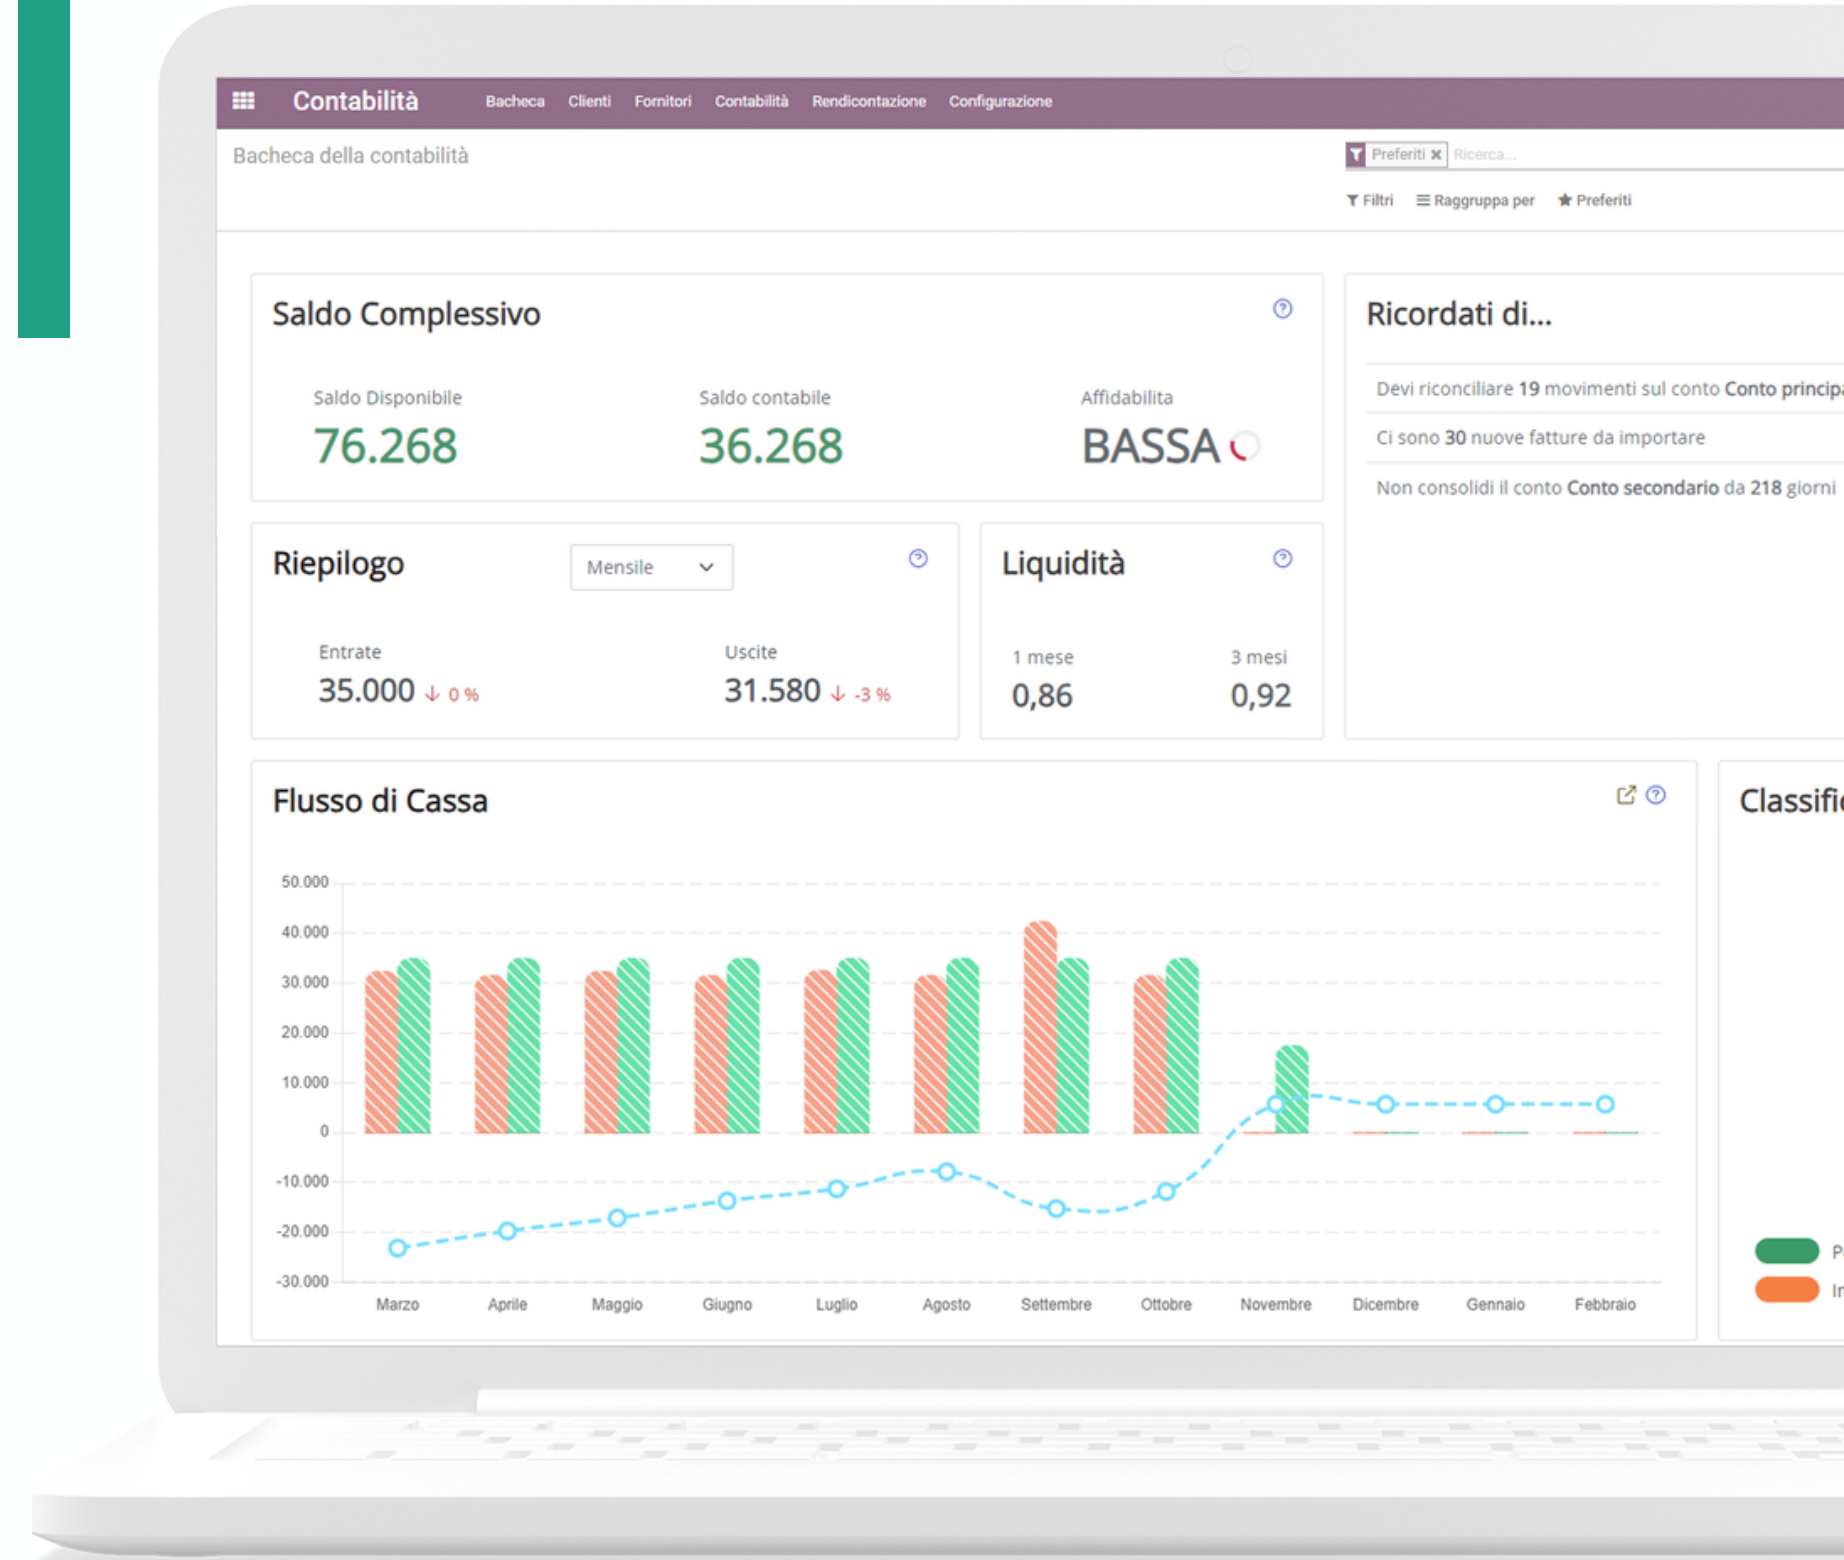 Contabilità Bacheca Clienti Fornitori Contabilità Rendicontazione Configurazione
Bacheca della contabilità
Preferiti ✖ Ricerca...
Filtri Raggruppa per Preferiti
Saldo Complessivo
Saldo Disponibile Saldo contabile Affidabilita
76.268 36.268 BASSA
Ricordati di...
Devi riconciliare 19 movimenti sul conto Conto
Ci sono 30 nuove fatture da importare
Non consolidi il conto Conto secondario da 218 giorni
Riepilogo Mensile
Entrate Uscite
35.000 ↓ 0 % 31.580 ↓ -3 %
Liquidità
1 mese 3 mesi
0,86 0,92
Flusso di Cassa
50.000
40.000
30.000
20.000
10.000
0
-10.000
-20.000
-30.000
Marzo Aprile Maggio Giugno Luglio Agosto Settembre Ottobre Novembre Dicembre Gennaio Febbraio